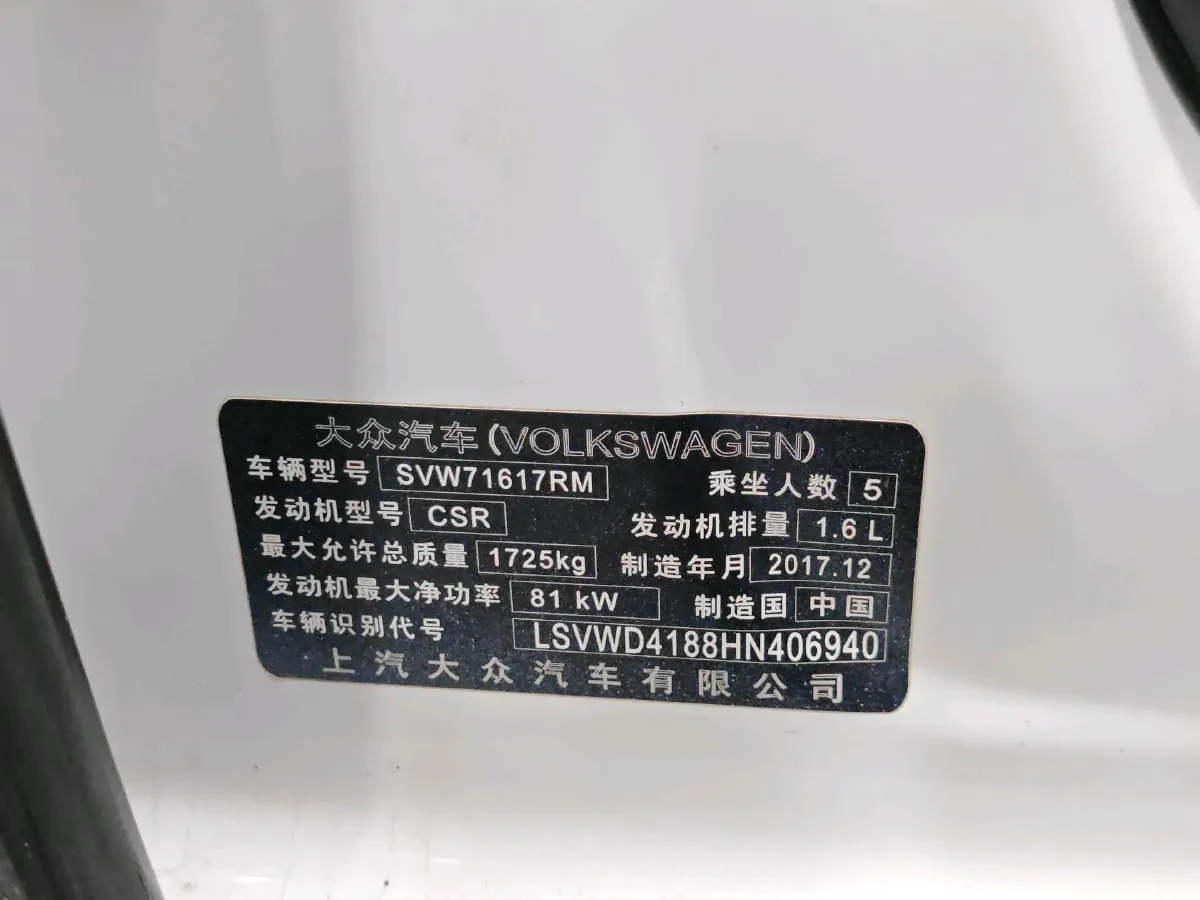 大众汽车(VOLKSWAGEN)
车辆型号 SVW71617RM 乘坐人数 5
发动机型号 CSR 发动机排量 1.6 L
最大允许总质量 1725kg 制造年月 2017.12
发动机最大净功率 81 kW 制造国 中国
车辆识别代号 LSVWD4188HN406940
上汽大众汽车有限公司